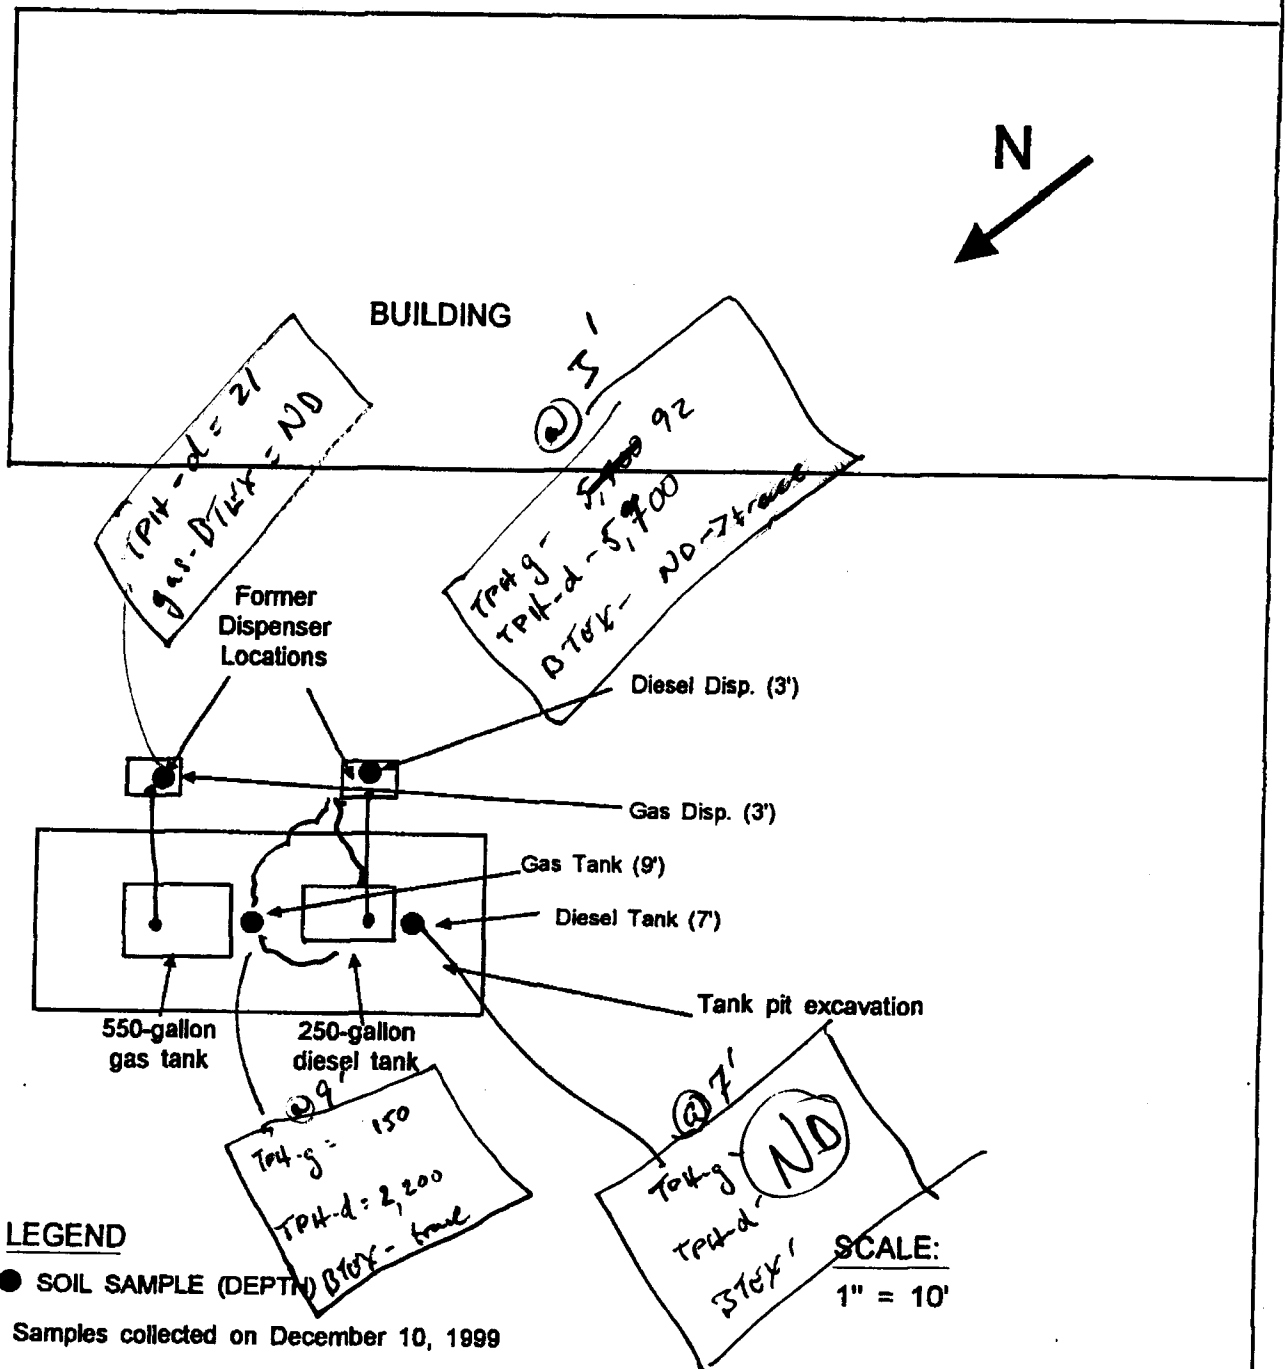 N
BUILDING
TPH-d = 21
gas-BTEX = ND
@ 3'
TPHg - 5,700 92
TPH-d - 5,700
BTEX - ND->trace
Former
Dispenser
Locations
Diesel Disp. (3')
Gas Disp. (3')
Gas Tank (9')
Diesel Tank (7')
Tank pit excavation
550-gallon
gas tank
250-gallon
diesel tank
@ 9'
TPH-g = 150
TPH-d = 2,200
BTEX - trace
@ 7'
TPH-g - ND
TPH-d -
BTEX
LEGEND
SOIL SAMPLE (DEPTH)
Samples collected on December 10, 1999
SCALE:
1" = 10'